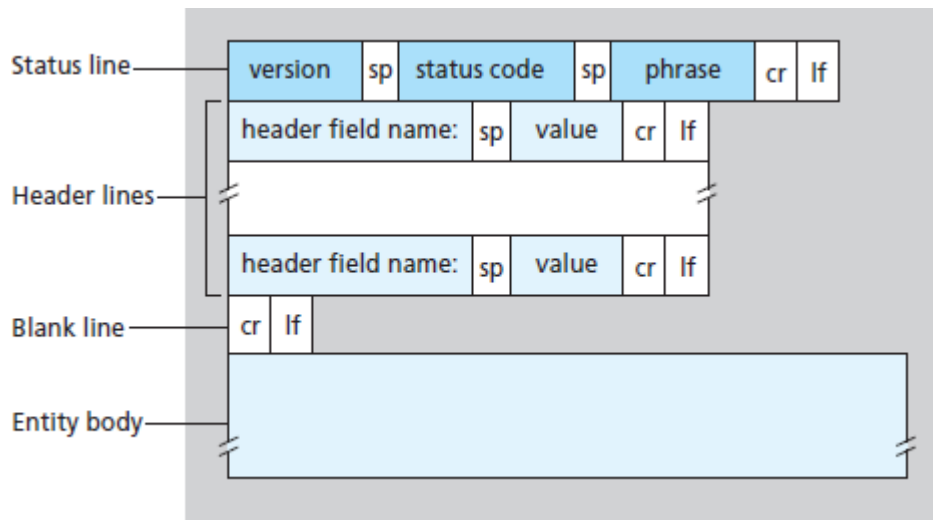 Status line version sp status code sp phrase cr lf
header field name: sp value cr lf
Header lines
header field name: sp value cr lf
Blank line cr lf
Entity body